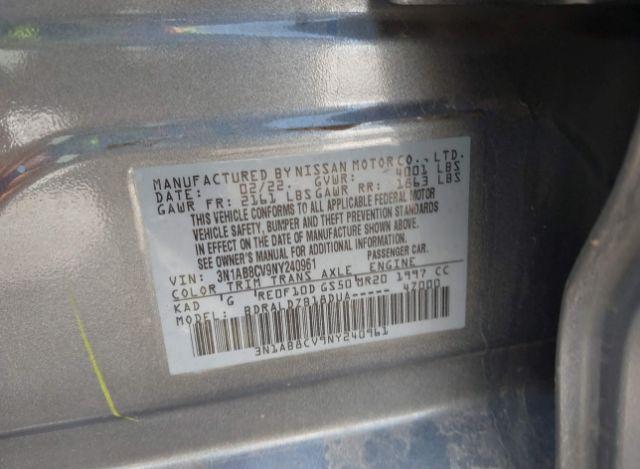 MANUFACTURED BY NISSAN MOTOR CO., LTD.
DATE: 02/22 GVWR: 4001 LBS
GAWR FR: 2161 LBS GAWR RR: 1863 LBS
THIS VEHICLE CONFORMS TO ALL APPLICABLE FEDERAL MOTOR
VEHICLE SAFETY, BUMPER AND THEFT PREVENTION STANDARDS
IN EFFECT ON THE DATE OF MANUFACTURE SHOWN ABOVE.
SEE OWNER'S MANUAL FOR ADDITIONAL INFORMATION.
VIN: 3N1AB8CV9NY240961 PASSENGER CAR.
COLOR TRIM TRANS AXLE ENGINE
KAD G RE0F10D GS50 MR20 1997 CC
MODEL: BDRALDZB18DUA----- 4Z000
3N1AB8CV9NY240961